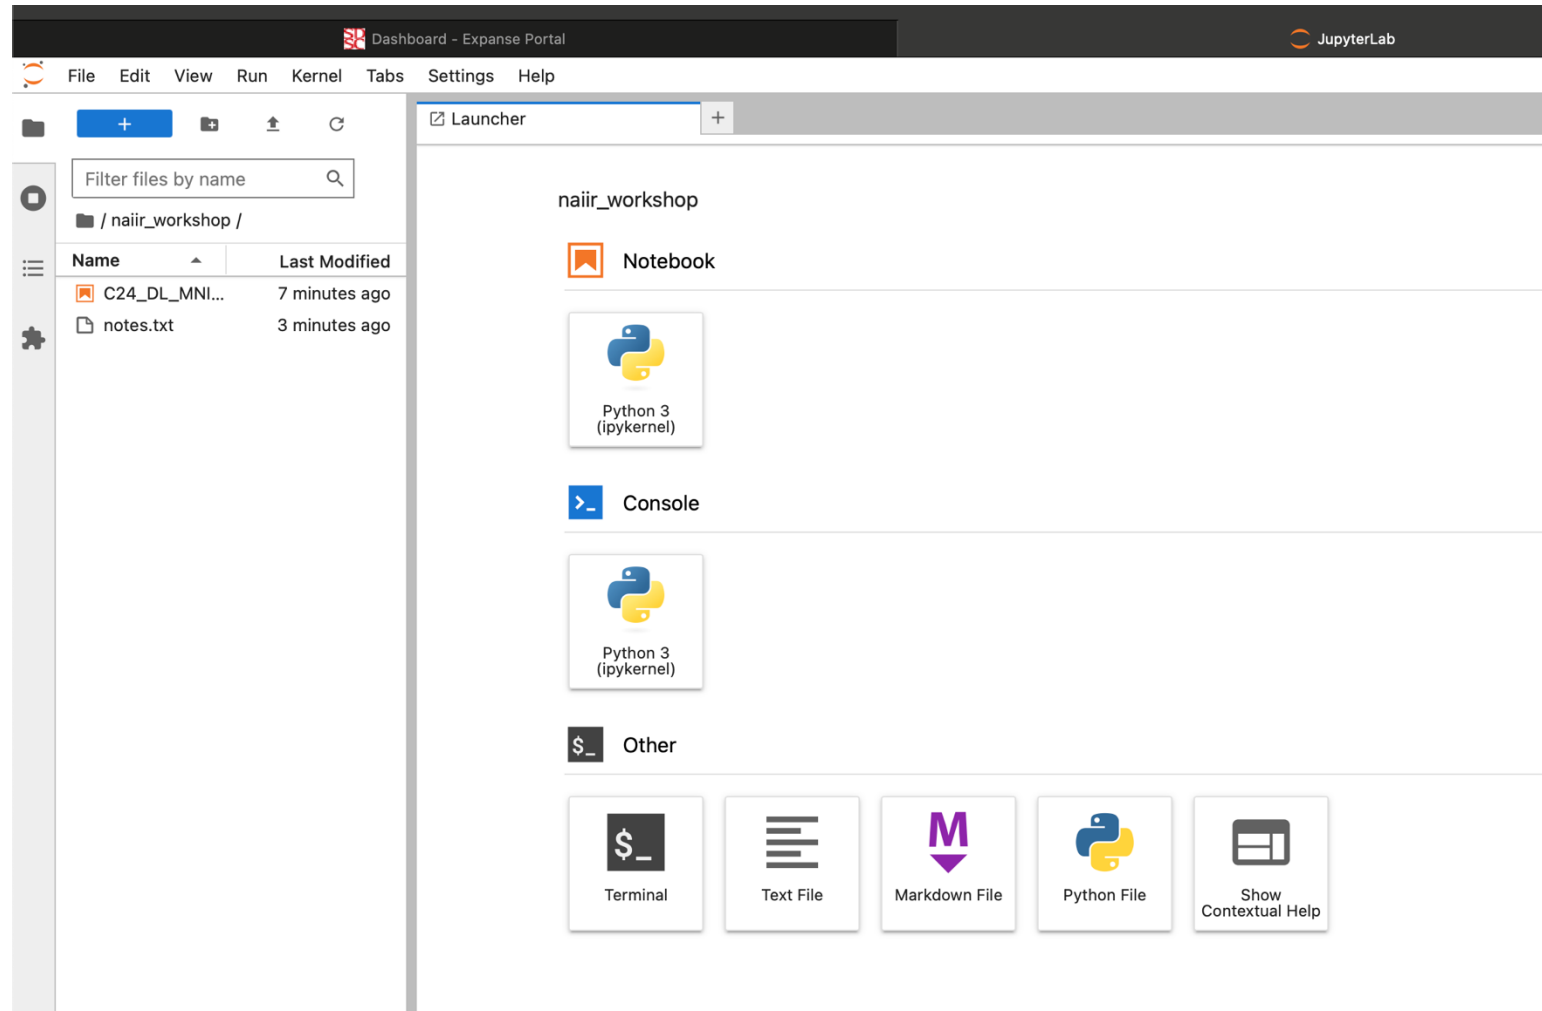 Dashboard - Expanse Portal
JupyterLab
File Edit View Run Kernel Tabs Settings Help
Launcher
Filter files by name
/ naiir_workshop /
Name Last Modified
C24_DL_MNI... 7 minutes ago
notes.txt 3 minutes ago
naiir_workshop
Notebook
Python 3
(ipykernel)
Console
Python 3
(ipykernel)
$_ Other
$_
Terminal
Text File
M
Markdown File
Python File
Show
Contextual Help